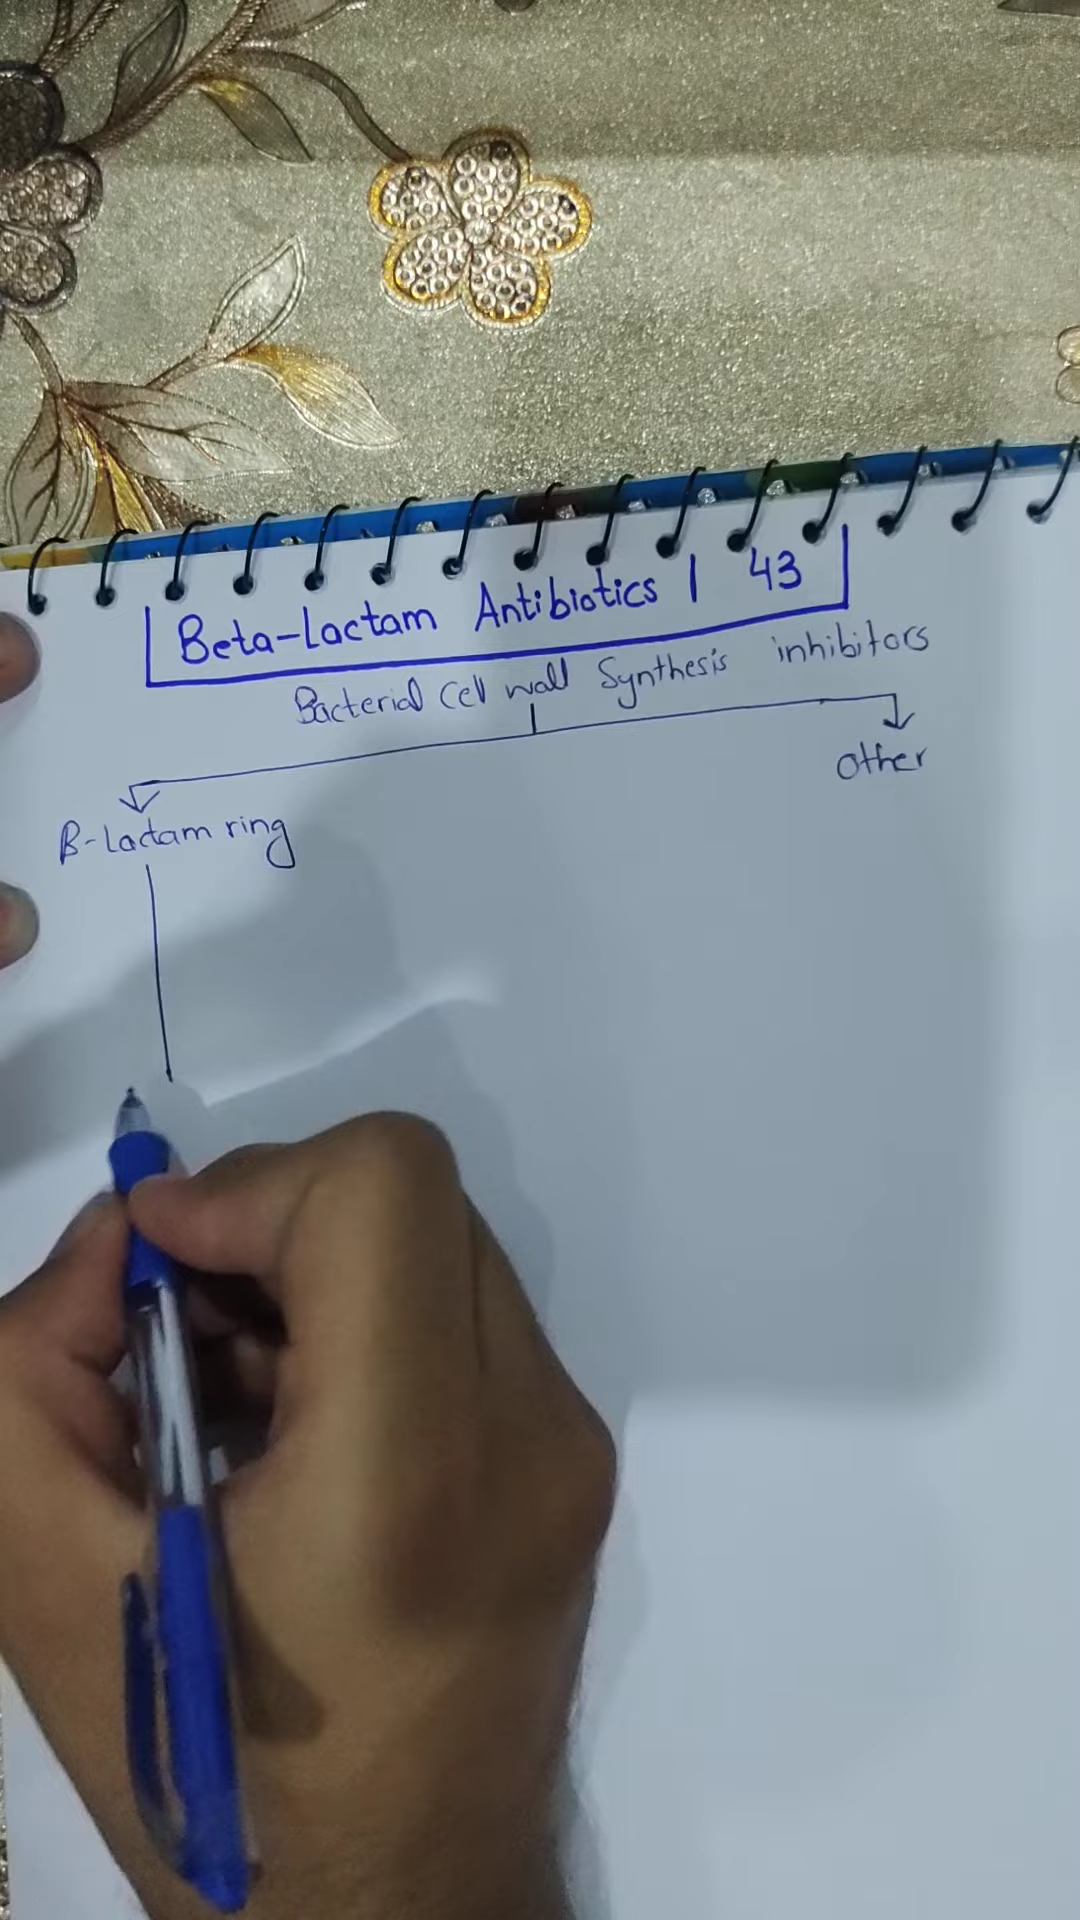 Beta-Lactam Antibiotics | 43
Bacterial Cell wall Synthesis inhibitors
Other
β-Lactam ring